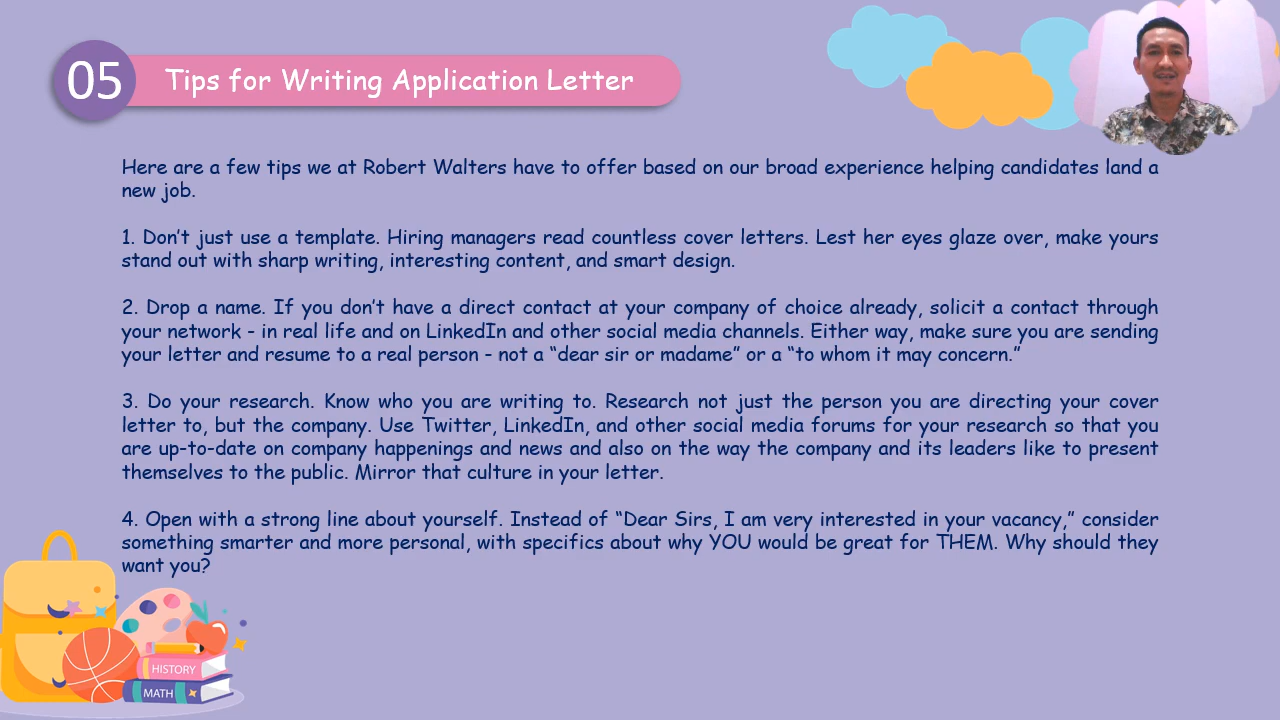 05
Tips for Writing Application Letter
Here are a few tips we at Robert Walters have to offer based on our broad experience helping candidates land a
new job.
1. Don’t just use a template. Hiring managers read countless cover letters. Lest her eyes glaze over, make yours
stand out with sharp writing, interesting content, and smart design.
2. Drop a name. If you don’t have a direct contact at your company of choice already, solicit a contact through
your network - in real life and on LinkedIn and other social media channels. Either way, make sure you are sending
your letter and resume to a real person - not a “dear sir or madame” or a “to whom it may concern.”
3. Do your research. Know who you are writing to. Research not just the person you are directing your cover
letter to, but the company. Use Twitter, LinkedIn, and other social media forums for your research so that you
are up-to-date on company happenings and news and also on the way the company and its leaders like to present
themselves to the public. Mirror that culture in your letter.
4. Open with a strong line about yourself. Instead of “Dear Sirs, I am very interested in your vacancy,” consider
something smarter and more personal, with specifics about why YOU would be great for THEM. Why should they
want you?
HISTORY
MATH